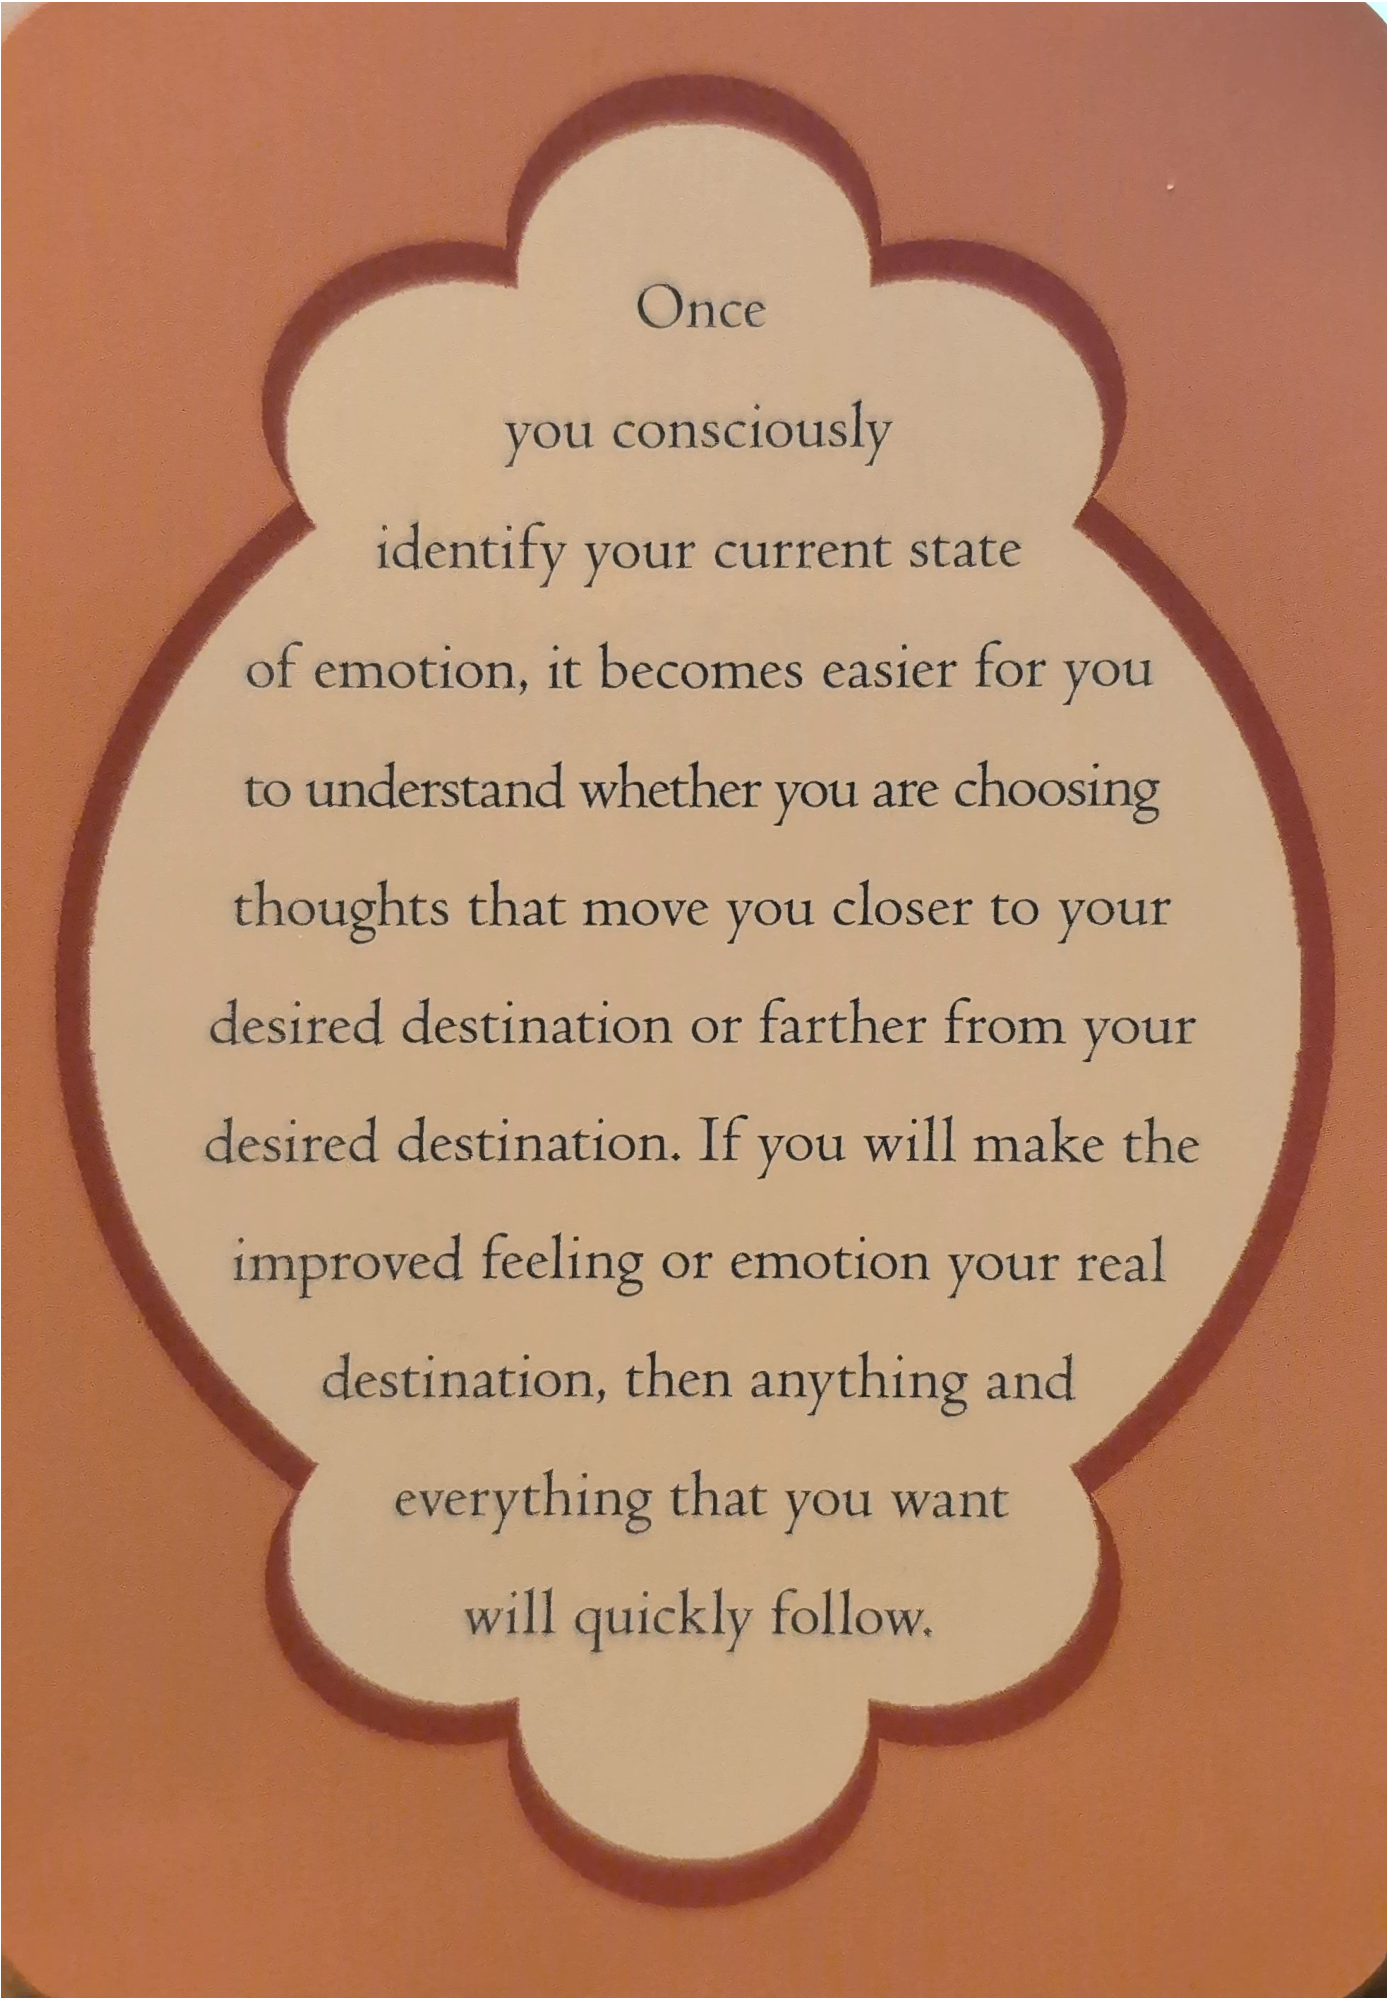 Once
you consciously
identify your current state
of emotion, it becomes easier for you
to understand whether you are choosing
thoughts that move you closer to your
desired destination or farther from your
desired destination. If you will make the
improved feeling or emotion your real
destination, then anything and
everything that you want
will quickly follow.